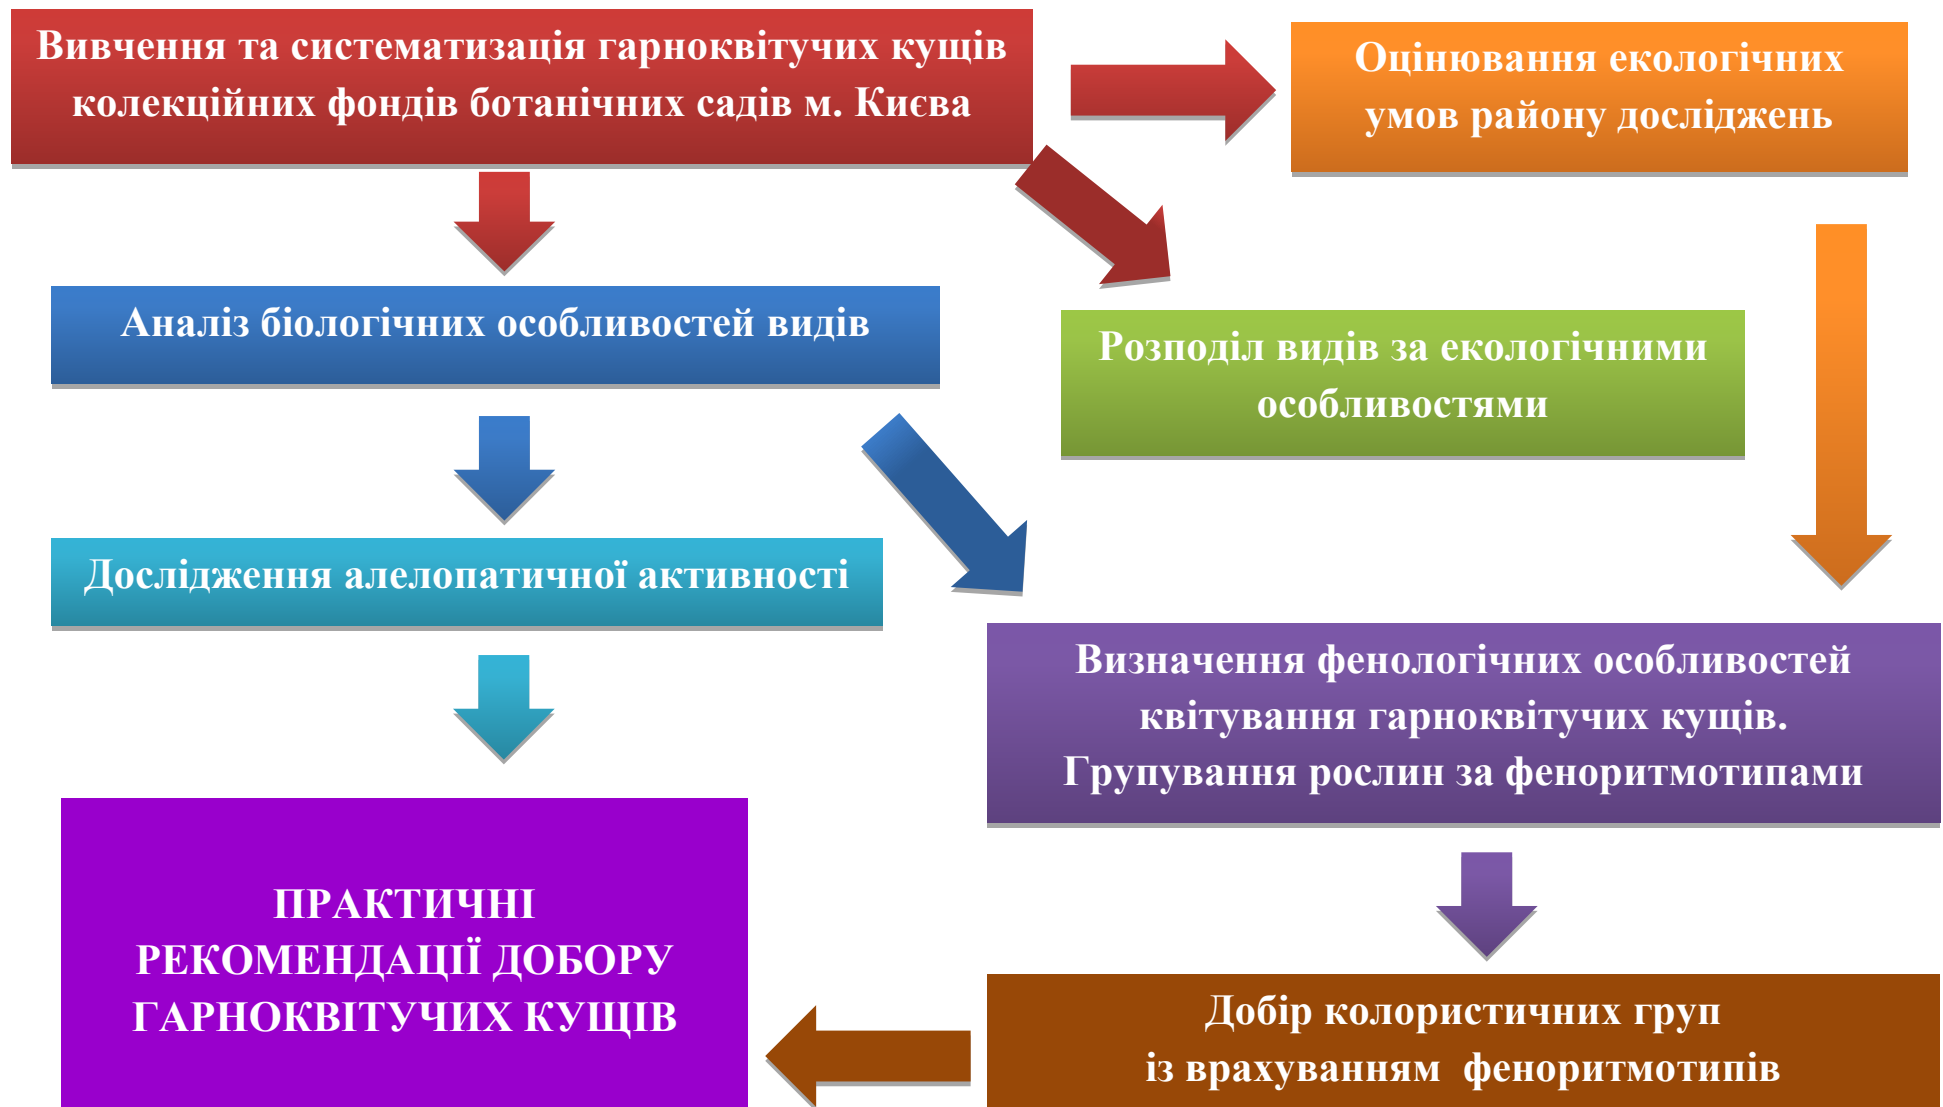 Вивчення та систематизація гарноквітучих кущів
колекційних фондів ботанічних садів м. Києва
Оцінювання екологічних
умов району досліджень
Аналіз біологічних особливостей видів
Розподіл видів за екологічними
особливостями
Дослідження алелопатичної активності
Визначення фенологічних особливостей
квітування гарноквітучих кущів.
Групування рослин за феноритмотипами
ПРАКТИЧНІ
РЕКОМЕНДАЦІЇ ДОБОРУ
ГАРНОКВІТУЧИХ КУЩІВ
Добір колористичних груп
із врахуванням феноритмотипів